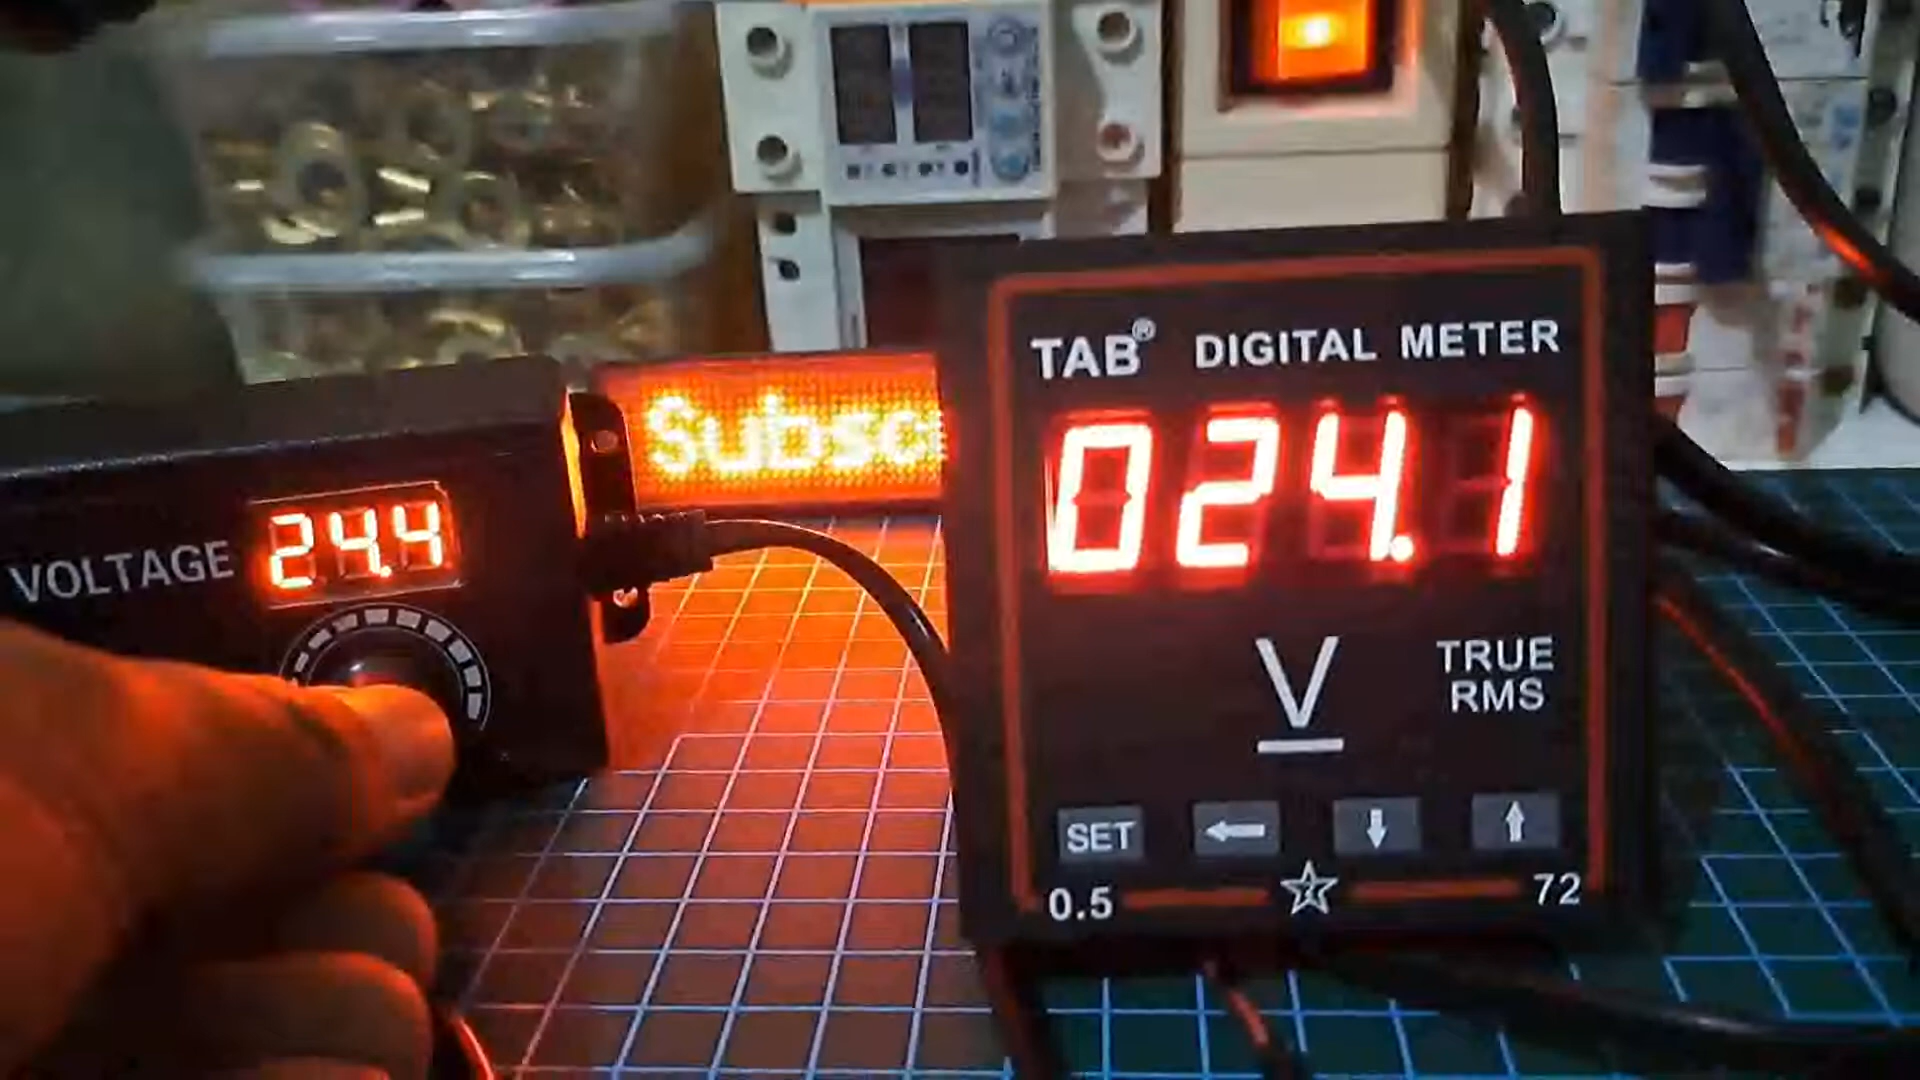 Subsc
TAB® DIGITAL METER
024.1
VOLTAGE 24.4
V
TRUE
RMS
SET
0.5
72